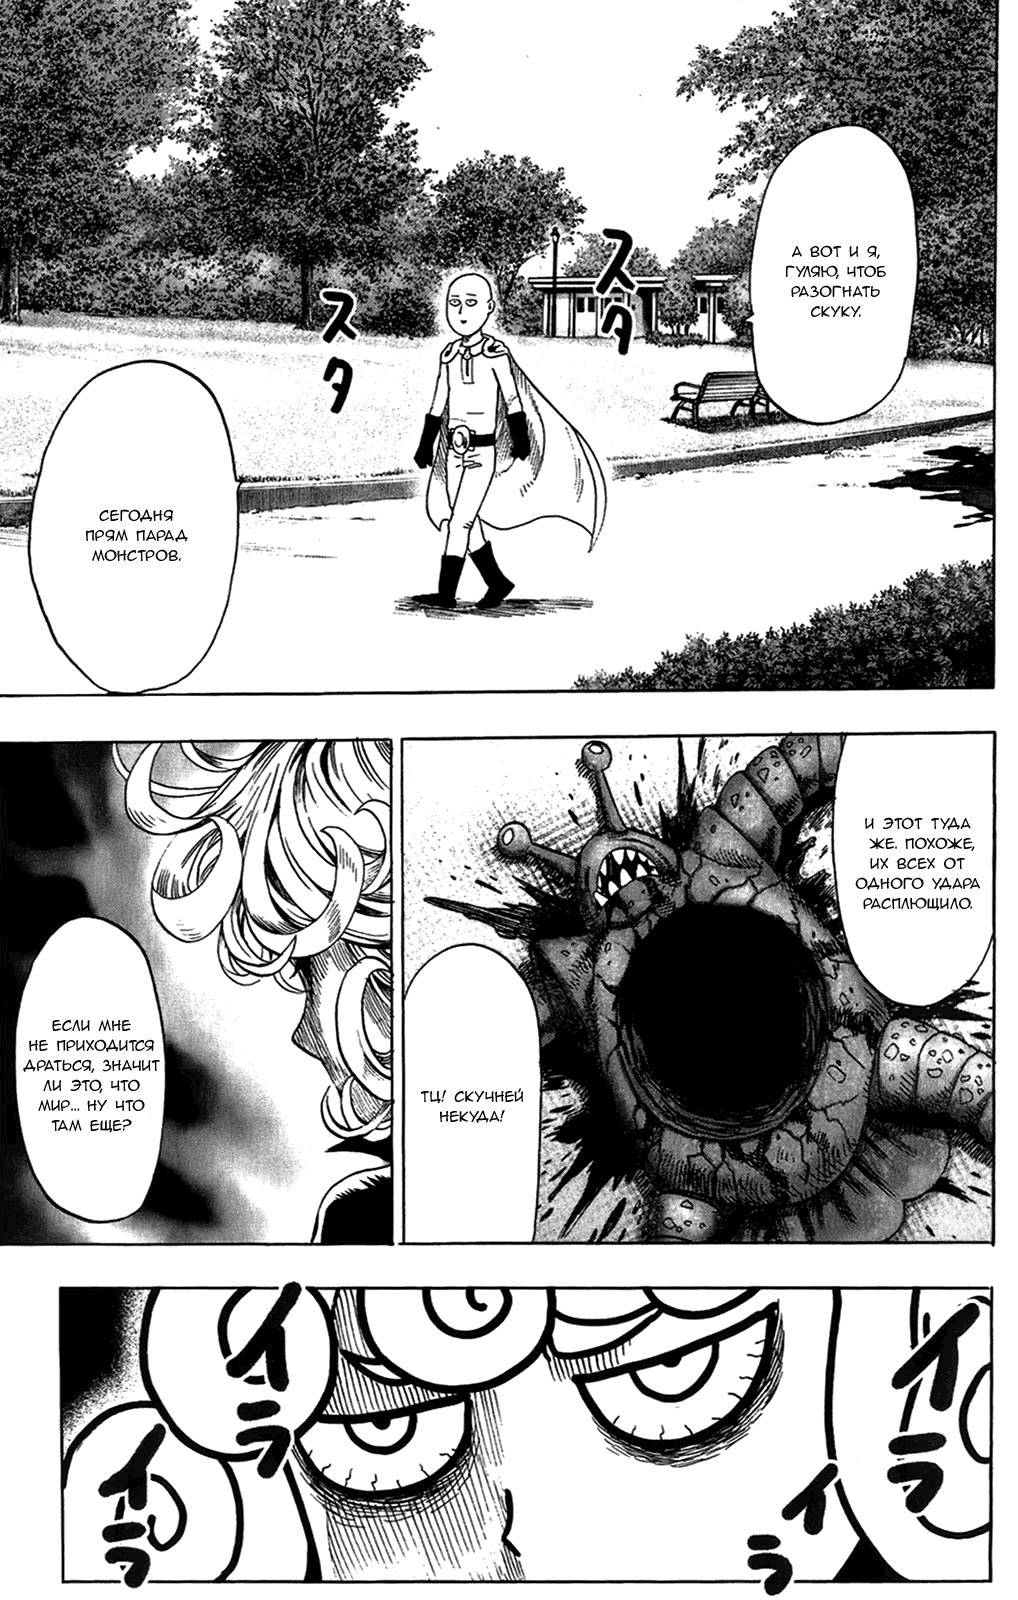 А ВОТ И Я,
ГУЛЯЮ, ЧТОБ
РАЗОГНАТЬ
СКУКУ.
スタ
スタ
СЕГОДНЯ
ПРЯМ ПАРАД
МОНСТРОВ.
И ЭТОТ ТУДА
ЖЕ. ПОХОЖЕ,
ИХ ВСЕХ ОТ
ОДНОГО УДАРА
РАСПЛЮЩИЛО.
ТЦ! СКУЧНЕЙ
НЕКУДА!
ЕСЛИ МНЕ
НЕ ПРИХОДИТСЯ
ДРАТЬСЯ, ЗНАЧИТ
ЛИ ЭТО, ЧТО
МИР... НУ ЧТО
ТАМ ЕЩЕ?
イラ
イラ
イラ
イラ